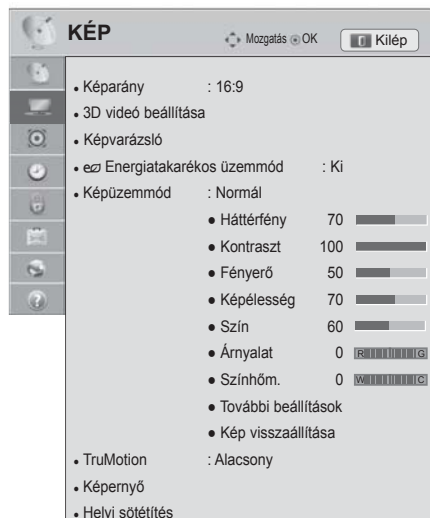 KÉP Mozgatás OK Kilép
• Képarány : 16:9
• 3D videó beállítása
• Képvarázsló
• Energiatakarékos üzemmód : Ki
• Képüzemmód : Normál
● Háttérfény 70
● Kontraszt 100
● Fényerő 50
● Képélesség 70
● Szín 60
● Árnyalat 0 R G
● Színhőm. 0 W C
● További beállítások
● Kép visszaállítása
• TruMotion : Alacsony
• Képernyő
• Helyi sötétítés